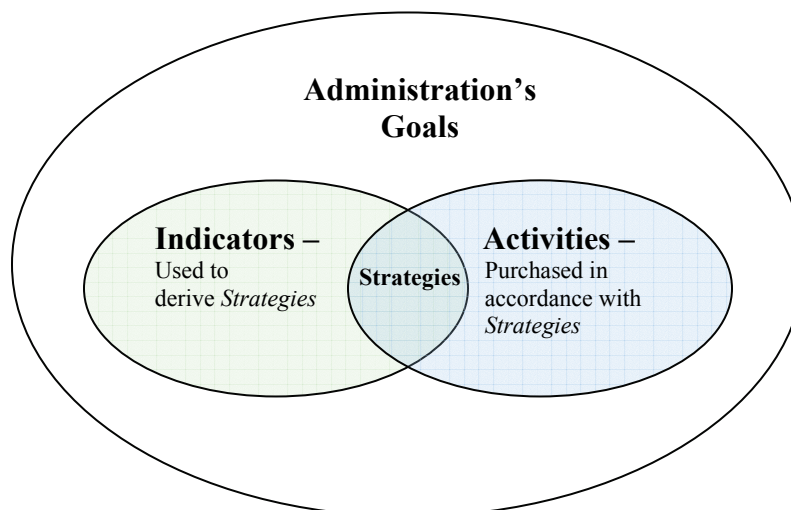 Administration’s
Goals
Indicators –
Used to
derive Strategies
Strategies
Activities –
Purchased in
accordance with
Strategies